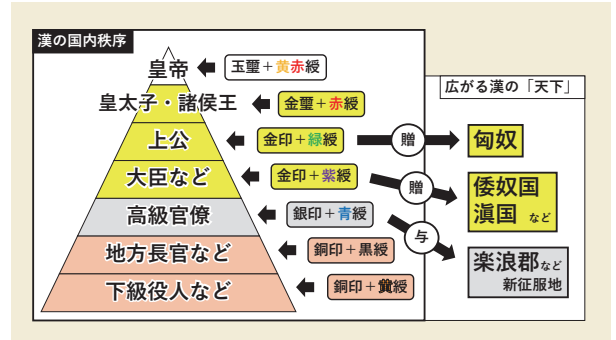 漢の国内秩序
皇帝
玉璽+黄赤綬
皇太子・諸侯王
金璽+赤綬
上公
金印+緑綬
大臣など
金印+紫綬
高級官僚
銀印+青綬
地方長官など
銅印+黒綬
下級役人など
銅印+黄綬
広がる漢の「天下」
贈
匈奴
贈
倭奴国
滇国 など
与
楽浪郡など
新征服地